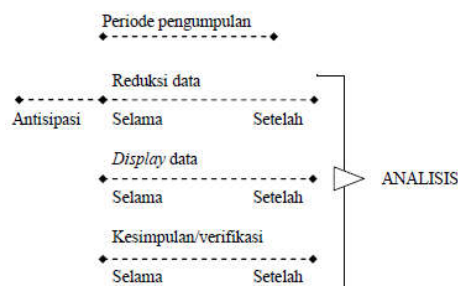 Periode pengumpulan
Reduksi data
Antisipasi Selama Setelah
Display data
ANALISIS
Selama Setelah
Kesimpulan/verifikasi
Selama Setelah